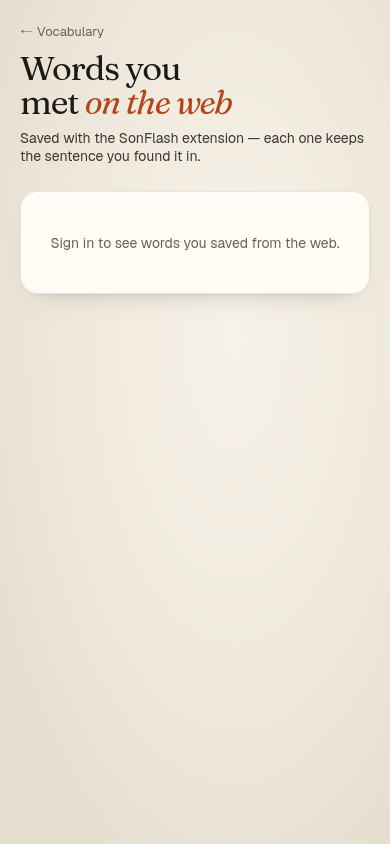 ← Vocabulary
Words you
met on the web
Saved with the SonFlash extension — each one keeps
the sentence you found it in.
Sign in to see words you saved from the web.